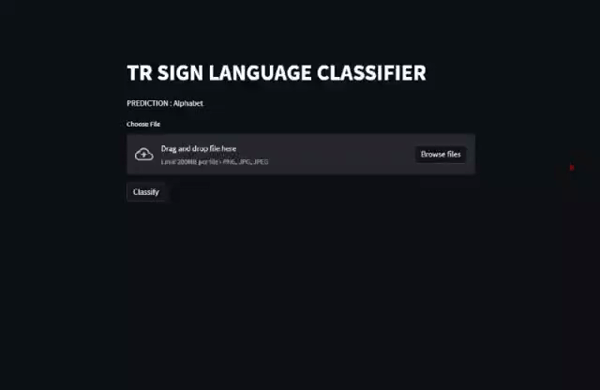 TR SIGN LANGUAGE CLASSIFIER
PREDICTION : Alphabet
Choose File
Drag and drop file here
Browse files
Limit 200MB per file • PNG, JPG, JPEG
Classify